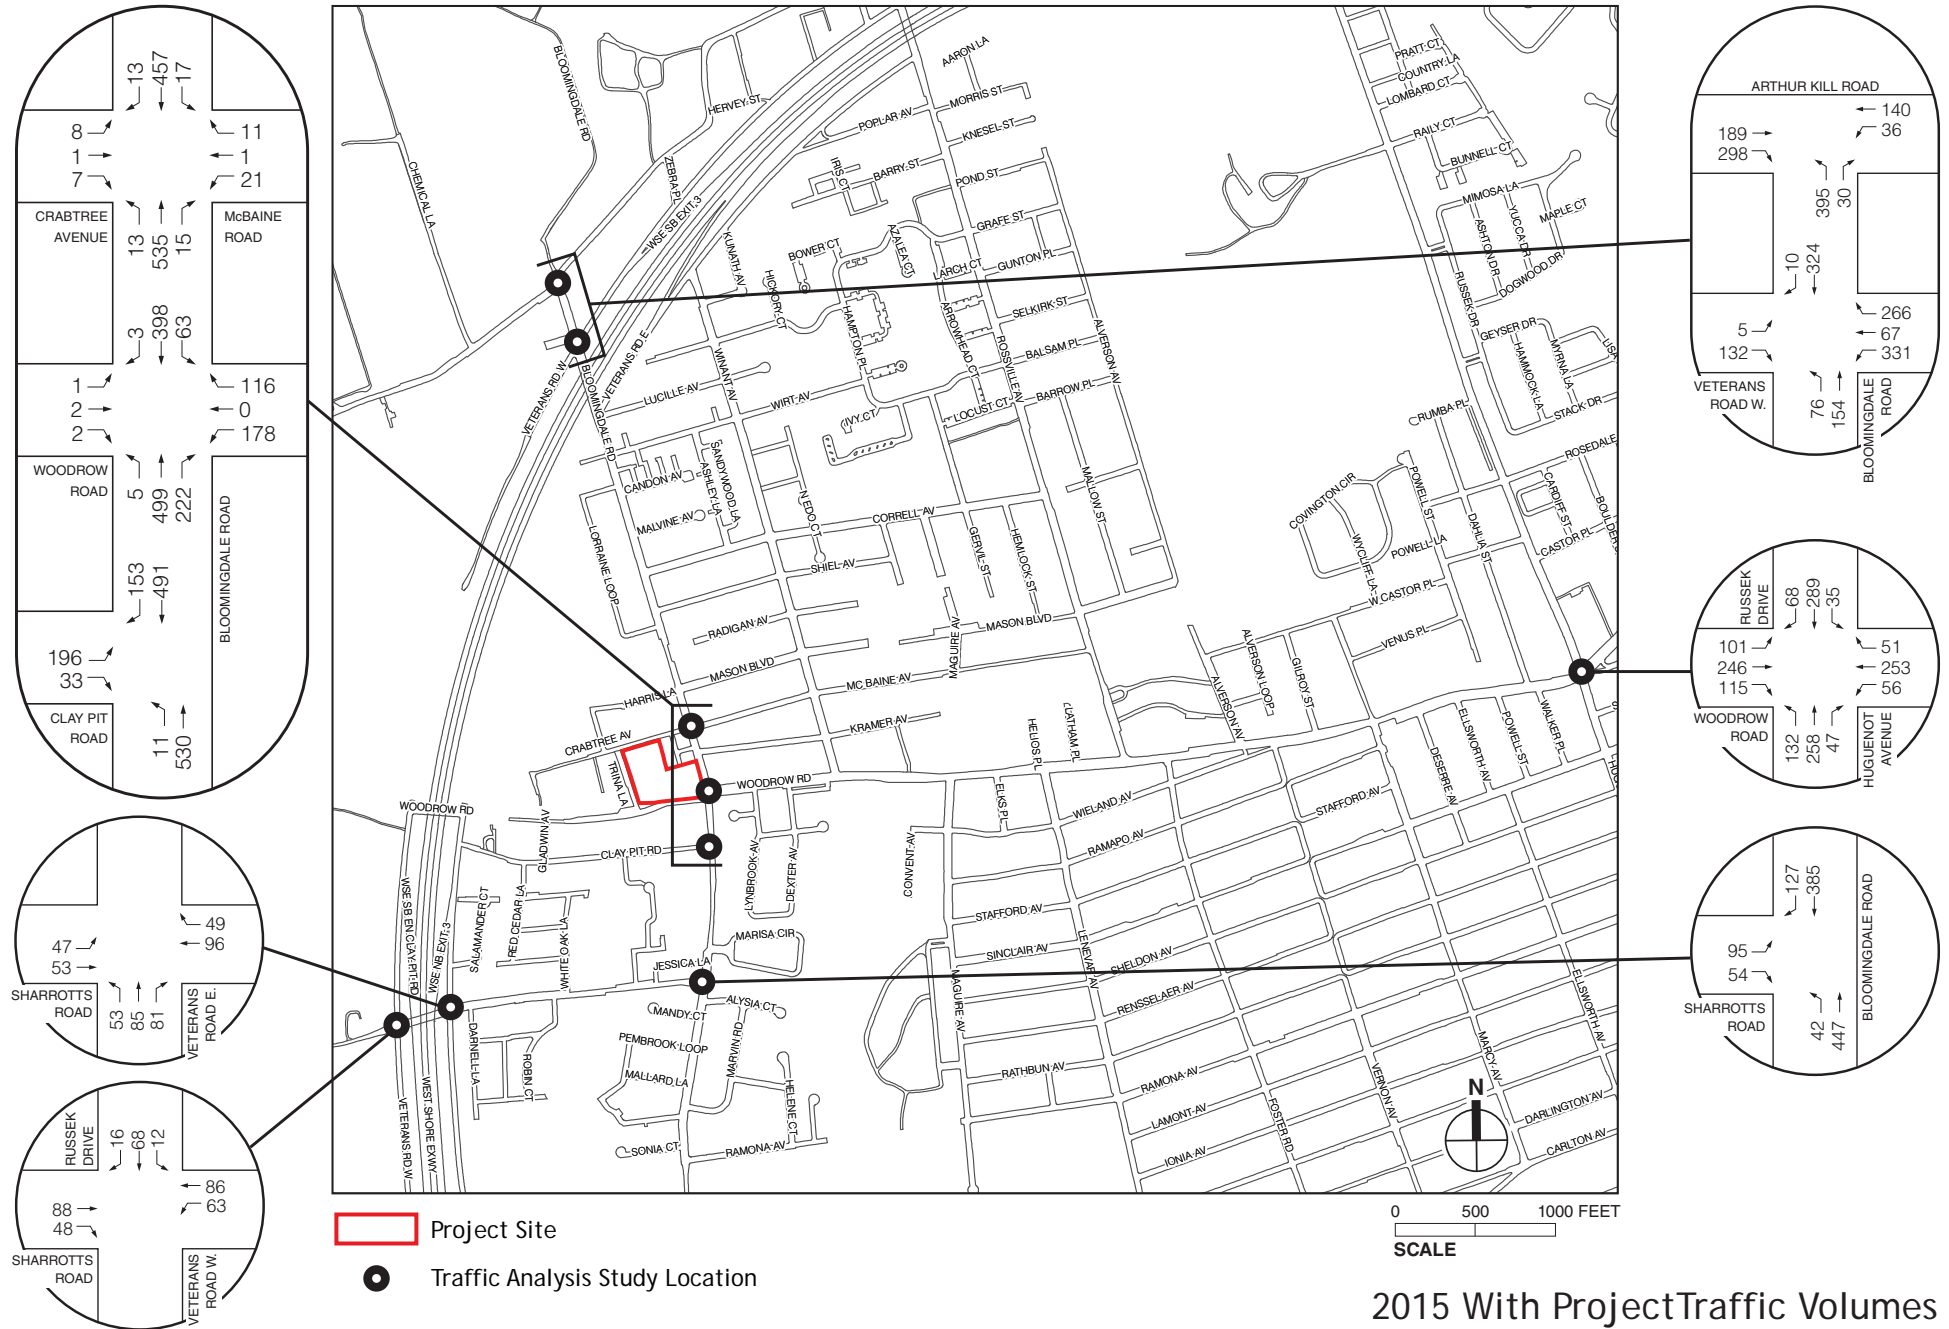 13
457
17
8
1
7
11
1
21
CRABTREE
AVENUE
McBAINE
ROAD
13
535
15
3
398
63
1
2
2
116
0
178
WOODROW
ROAD
5
499
222
BLOOMINGDALE ROAD
153
491
196
33
CLAY PIT
ROAD
11
530
49
96
47
53
SHARROTTS
ROAD
53
85
81
VETERANS
ROAD E.
RUSSEK
DRIVE
16
68
12
86
63
88
48
SHARROTTS
ROAD
VETERANS
ROAD W.
ARTHUR KILL ROAD
140
36
189
298
395
30
10
324
266
67
331
5
132
VETERANS
ROAD W.
76
154
BLOOMINGDALE
ROAD
RUSSEK
DRIVE
68
289
35
101
246
115
51
253
56
WOODROW
ROAD
132
258
47
HUGUENOT
AVENUE
127
385
95
54
SHARROTTS
ROAD
42
447
BLOOMINGDALE ROAD
BLOOMINGDALE RD
HERVEY ST
AARON LA
MORRIS ST
POPLAR AV
KNESEL ST
ZEBRA PL
CHEMICAL LA
IRIS CT
BARRY ST
POND ST
WSE SB EXIT 3
GRAFE ST
KUNATH AV
BOWER CT
AZALEA CT
LARCH CT
GUNTON PL
HICKORY CT
HAMPTON PL
SELKIRK ST
ARROWHEAD CT
BALSAM PL
ROSSVILLE AV
ALVERSON AV
BARROW PL
LOCUST CT
VETERANS RD W
VETERANS RD E
BLOOMINGDALE RD
LUCILLE AV
WINANT AV
WIRT AV
IVY CT
PRATT CT
COUNTRY LA
LOMBARD CT
RAILY CT
BUNNELL CT
MIMOSA LA
MAPLE CT
YUCCA DR
ASHTON DR
DOGWOOD DR
RUSSEK DR
GEYSER DR
HAMMOCK LA
MYRNA LA
LISA
STACK DR
RUMBA PL
ROSEDALE
CANDON AV
SANDYWOOD LA
ASHLEY LA
MALVINE AV
N EDO CT
CORRELL AV
MALLOW ST
GERVIL ST
HEMLOCK ST
SHIEL AV
LORRAINE LOOP
COVINGTON CIR
WYCLIFF LA
POWELL ST
POWELL LA
DAHLIA ST
CARDIFF ST
BOULDER S
CASTOR PL
W CASTOR PL
VENUS PL
RADIGAN AV
MASON BLVD
MASON BLVD
MAGUIRE AV
MC BAINE AV
HARRIS LA
KRAMER AV
CRABTREE AV
TRINA LA
WOODROW RD
HELIOS PL
LATHAM PL
ALVERSON AV
ALVERSON LOOP
GILROY ST
ELLSWORTH AV
POWELL ST
WALKER PL
DESERRE AV
WOODROW RD
GLADWIN AV
CLAY PIT RD
LYNBROOK AV
DEXTER AV
ELKS PL
WIELAND AV
STAFFORD AV
RAMAPO AV
CONVENT AV
STAFFORD AV
SINCLAIR AV
SHELDON AV
LENEVAR AV
RENSSELAER AV
MAGUIRE AV
RATHBUN AV
RAMONA AV
LAMONT AV
IONIA AV
FOSTER RD
VERNON AV
MARCY AV
ELLSWORTH AV
DARLINGTON AV
CARLTON AV
WSE SB EN CLAY PIT RD
WSE NB EXIT 3
SALAMANDER CT
RED CEDAR LA
WHITE OAK LA
MARISA CIR
JESSICA LA
MANDY CT
ALYSIA CT
PEMBROOK LOOP
MARVIN RD
MALLARD LA
HELENE CT
SONIA CT
RAMONA AV
DARNELL LA
ROBIN CT
VETERANS RD W
WEST SHORE EXWY
N
Project Site
Traffic Analysis Study Location
0 500 1000 FEET
SCALE
2015 With Project Traffic Volumes